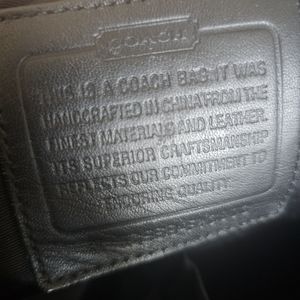 COACH
THIS IS A COACH BAG. IT WAS
HANDCRAFTED IN CHINA FROM THE
FINEST MATERIALS AND LEATHER.
ITS SUPERIOR CRAFTSMANSHIP
REFLECTS OUR COMMITMENT TO
ENDURING QUALITY.